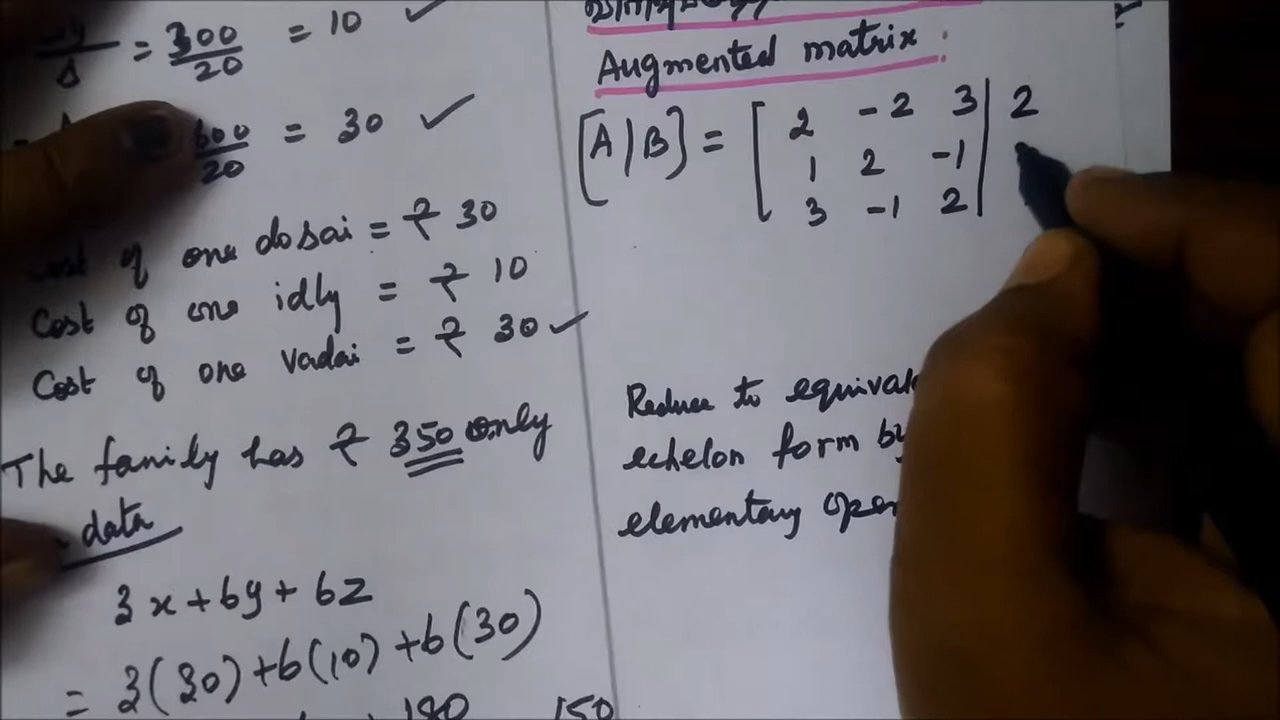 = 300/20 = 10 ✓
600/20 = 30 ✓
of one dosai = ₹ 30
Cost of one idly = ₹ 10
Cost of one vadai = ₹ 30 ✓
The family has ₹ 350 only
data
3x + 6y + 6z
= 3(30) + 6(10) + 6(30)
180 150
Augmented matrix :
[A | B] = [ 2 -2 3 | 2
1 2 -1 |
3 -1 2 |
Reduce to
echelon form by
elementary